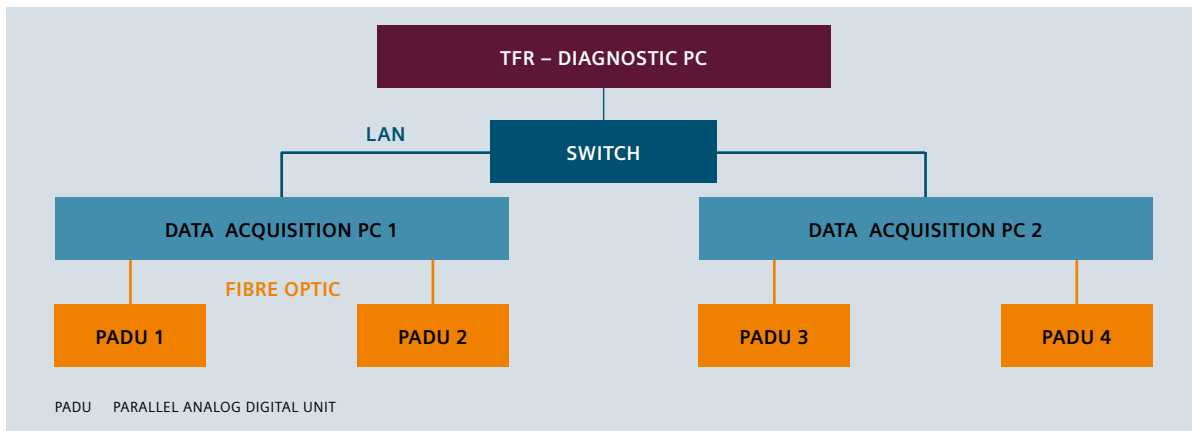 TFR – DIAGNOSTIC PC
LAN
SWITCH
DATA ACQUISITION PC 1
DATA ACQUISITION PC 2
FIBRE OPTIC
PADU 1
PADU 2
PADU 3
PADU 4
PADU PARALLEL ANALOG DIGITAL UNIT